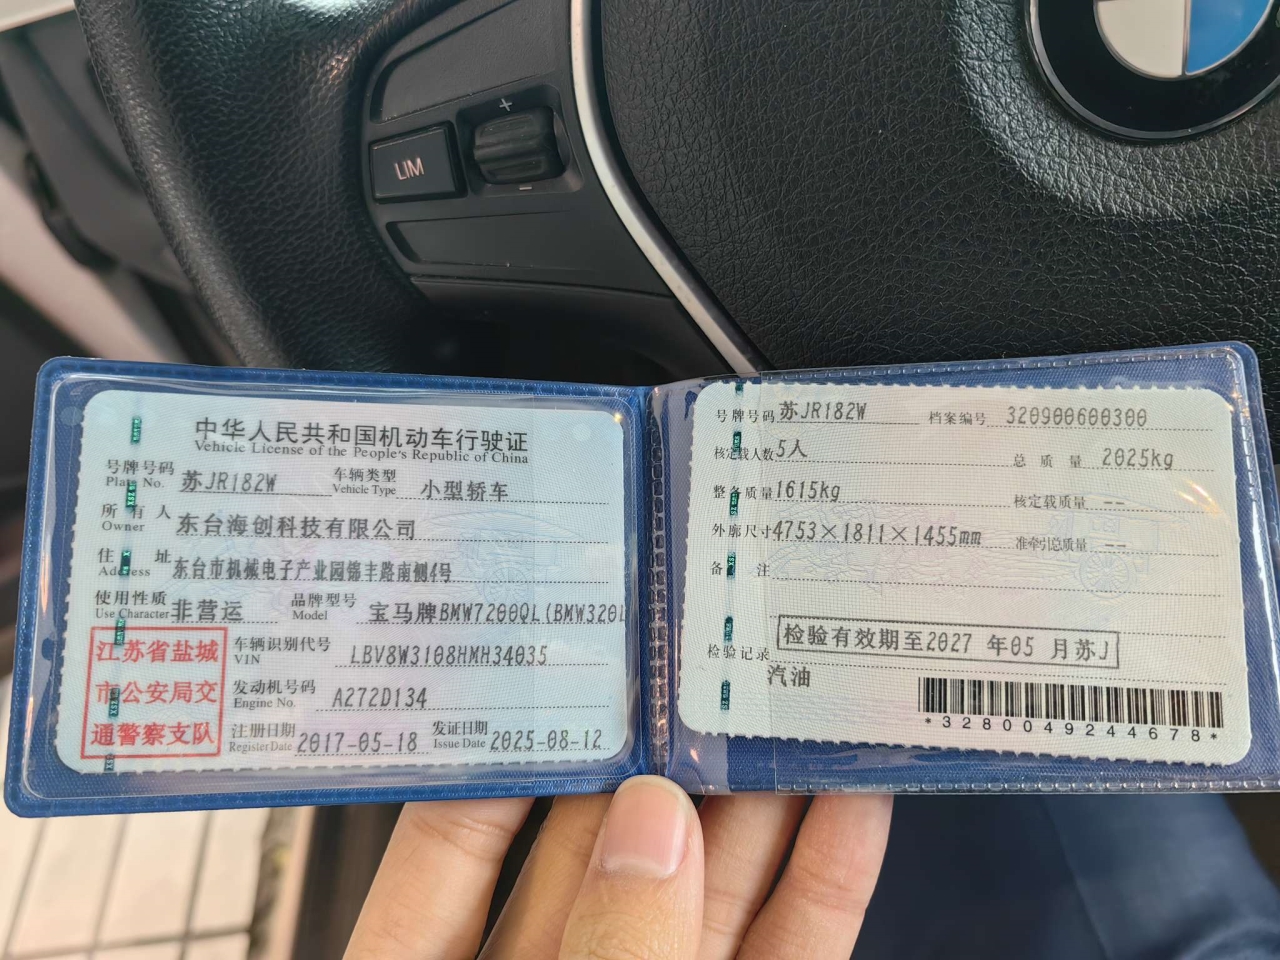 +
LIM
−
中华人民共和国机动车行驶证
Vehicle License of the People's Republic of China
号牌号码 苏JR182W 车辆类型 小型轿车
Plate No. Vehicle Type
所有人 东台海创科技有限公司
Owner
住址 东台市机械电子产业园锦丰路南侧4号
Address
使用性质 非营运 品牌型号 宝马牌BMW7200QL(BMW320l
Use Character Model
江苏省盐城
市公安局交
通警察支队
车辆识别代号 LBV8W3108HMH34035
VIN
发动机号码 A272D134
Engine No.
注册日期 2017-05-18 发证日期 2025-08-12
Register Date Issue Date
号牌号码 苏JR182W 档案编号 320900600300
核定载人数 5人 总质量 2025kg
整备质量 1615kg 核定载质量 --
外廓尺寸 4753×1811×1455mm 准牵引总质量 --
备注
检验有效期至2027 年05 月苏J
检验记录
汽油
*3280049244678*